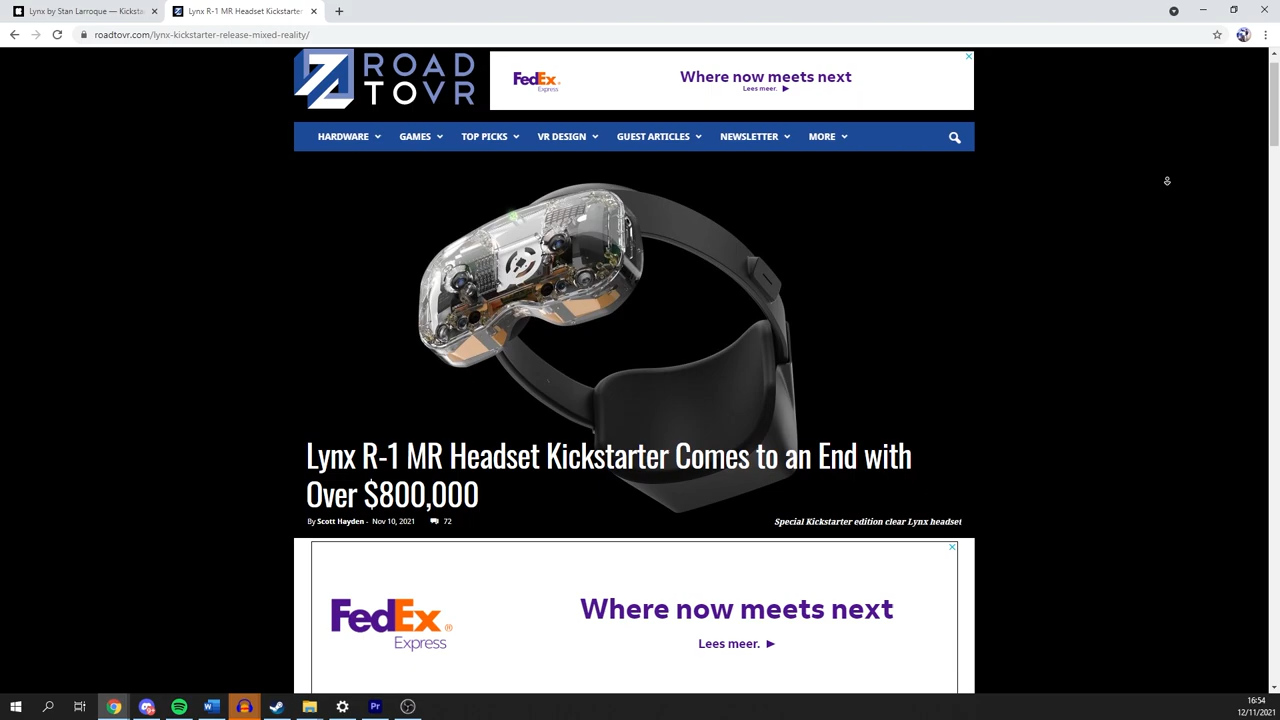 Lynx by Stan Larroque — Kickst
Lynx R-1 MR Headset Kickstarter
roadtovr.com/lynx-kickstarter-release-mixed-reality/
ROAD
TO VR
FedEx
Express
Where now meets next
Lees meer. ►
HARDWARE
GAMES
TOP PICKS
VR DESIGN
GUEST ARTICLES
NEWSLETTER
MORE
Lynx R-1 MR Headset Kickstarter Comes to an End with
Over $800,000
By Scott Hayden - Nov 10, 2021 72
Special Kickstarter edition clear Lynx headset
FedEx®
Express
Where now meets next
Lees meer. ►
16:54
12/11/2021